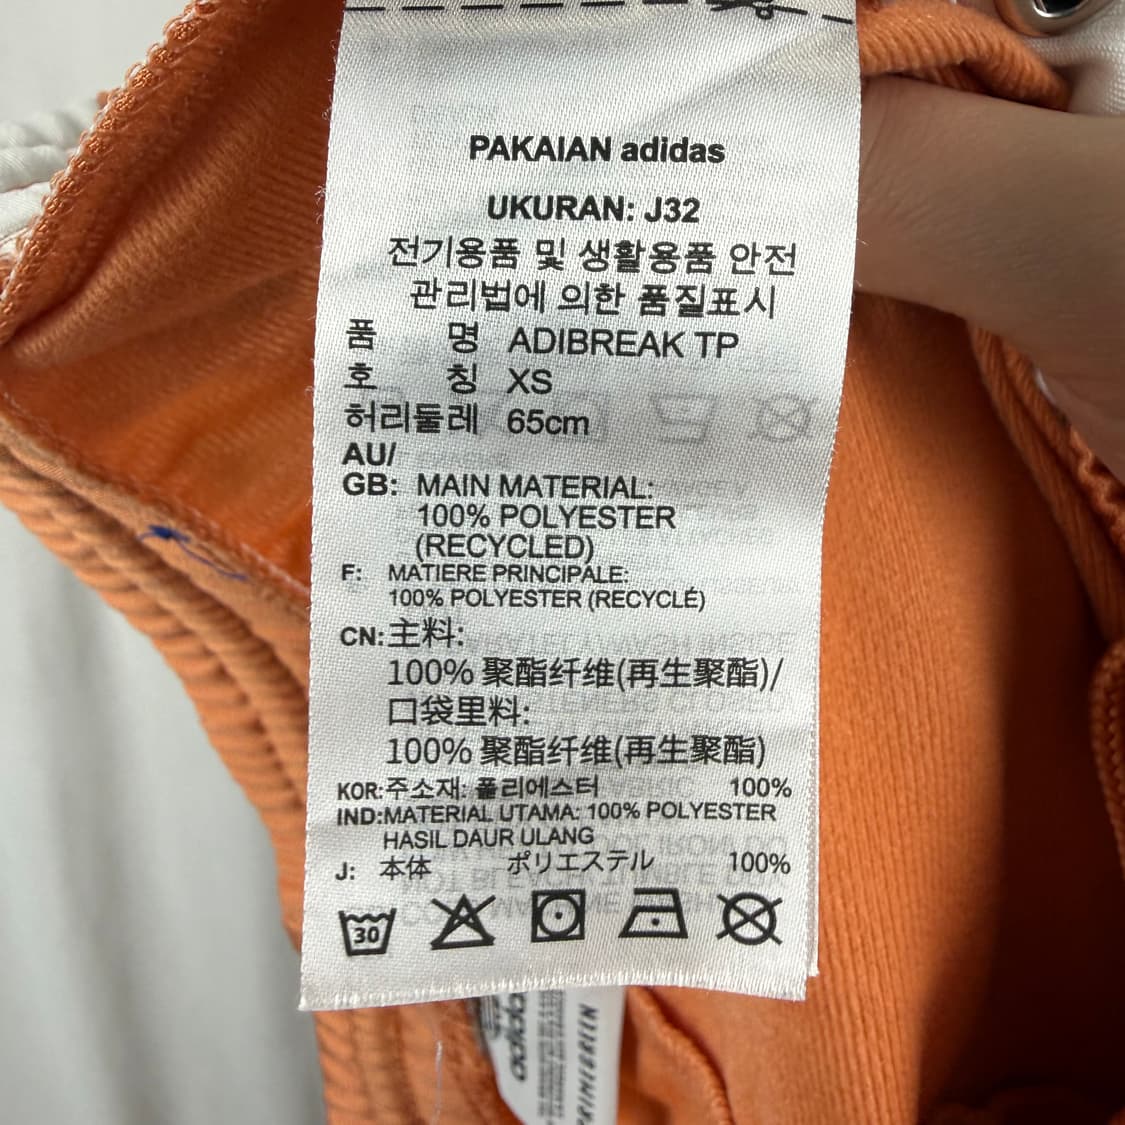 PAKAIAN adidas
UKURAN: J32
전기용품 및 생활용품 안전
관리법에 의한 품질표시
품 명 ADIBREAK TP
호 칭 XS
허리둘레 65cm
AU/
GB: MAIN MATERIAL:
100% POLYESTER
(RECYCLED)
F: MATIERE PRINCIPALE:
100% POLYESTER (RECYCLÉ)
CN: 主料:
100% 聚酯纤维(再生聚酯)/
口袋里料:
100% 聚酯纤维(再生聚酯)
KOR: 주소재: 폴리에스터 100%
IND: MATERIAL UTAMA: 100% POLYESTER
HASIL DAUR ULANG
J: 本体 ポリエステル 100%
30